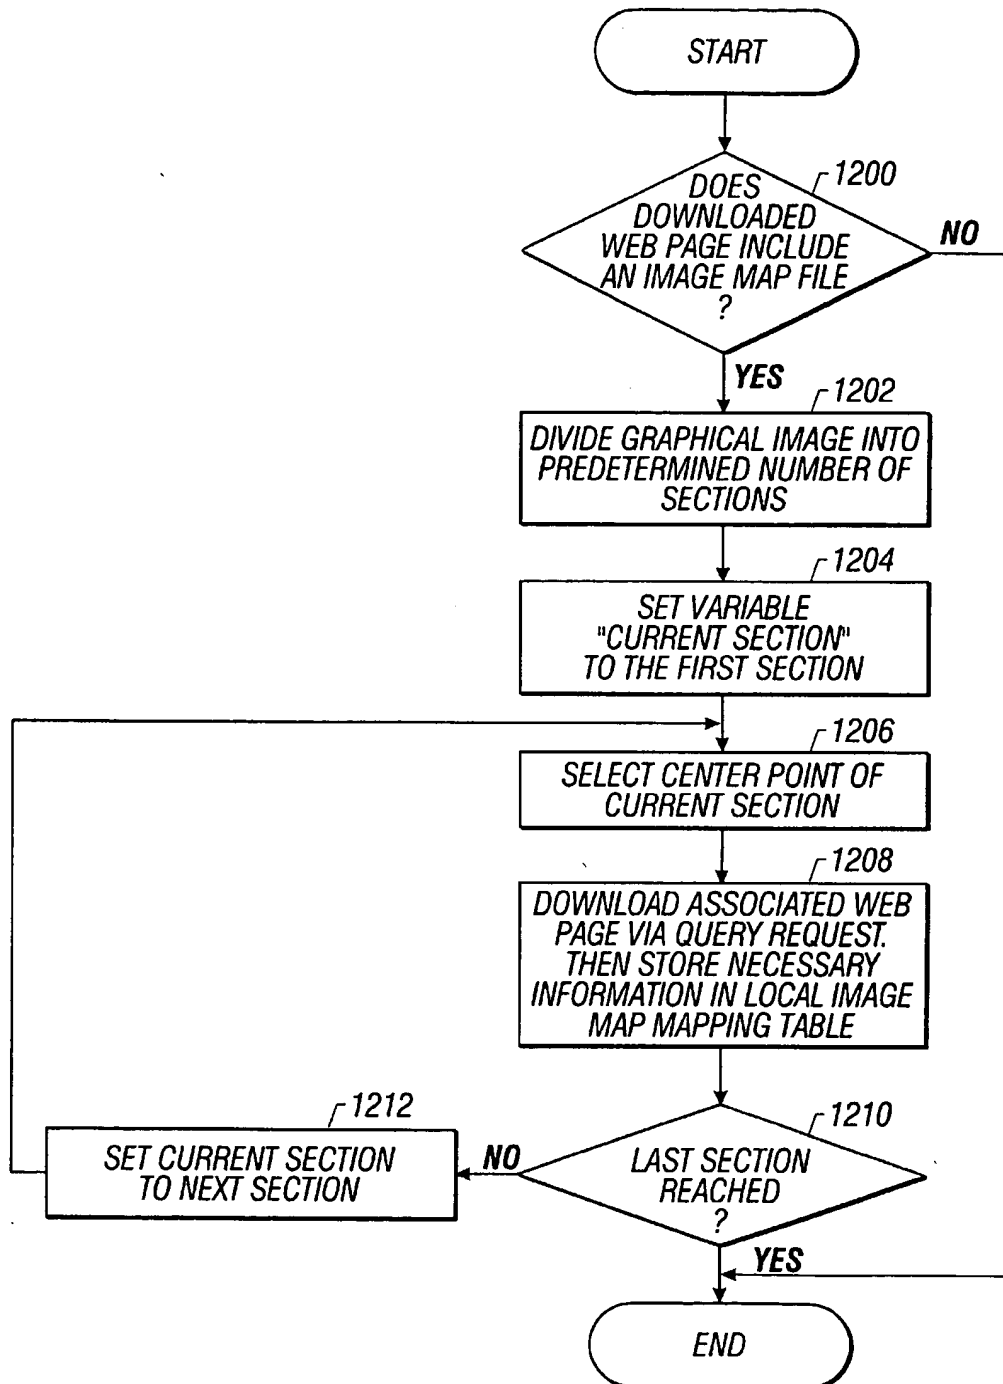 START
1200
DOES
DOWNLOADED
WEB PAGE INCLUDE
AN IMAGE MAP FILE
?
NO
YES
1202
DIVIDE GRAPHICAL IMAGE INTO
PREDETERMINED NUMBER OF
SECTIONS
1204
SET VARIABLE
"CURRENT SECTION"
TO THE FIRST SECTION
1206
SELECT CENTER POINT OF
CURRENT SECTION
1208
DOWNLOAD ASSOCIATED WEB
PAGE VIA QUERY REQUEST.
THEN STORE NECESSARY
INFORMATION IN LOCAL IMAGE
MAP MAPPING TABLE
1210
LAST SECTION
REACHED
?
NO
1212
SET CURRENT SECTION
TO NEXT SECTION
YES
END